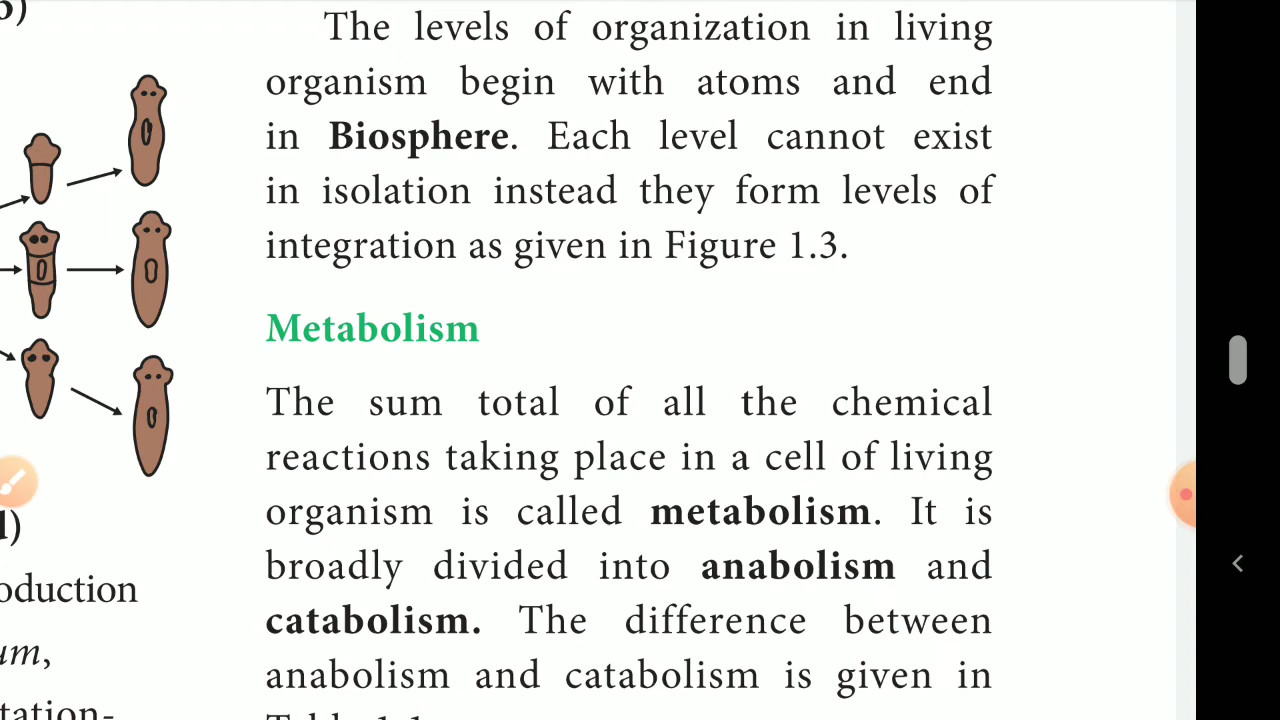 The levels of organization in living
organism begin with atoms and end
in Biosphere. Each level cannot exist
in isolation instead they form levels of
integration as given in Figure 1.3.
Metabolism
The sum total of all the chemical
reactions taking place in a cell of living
organism is called metabolism. It is
broadly divided into anabolism and
catabolism. The difference between
anabolism and catabolism is given in
oduction
um,
tation-